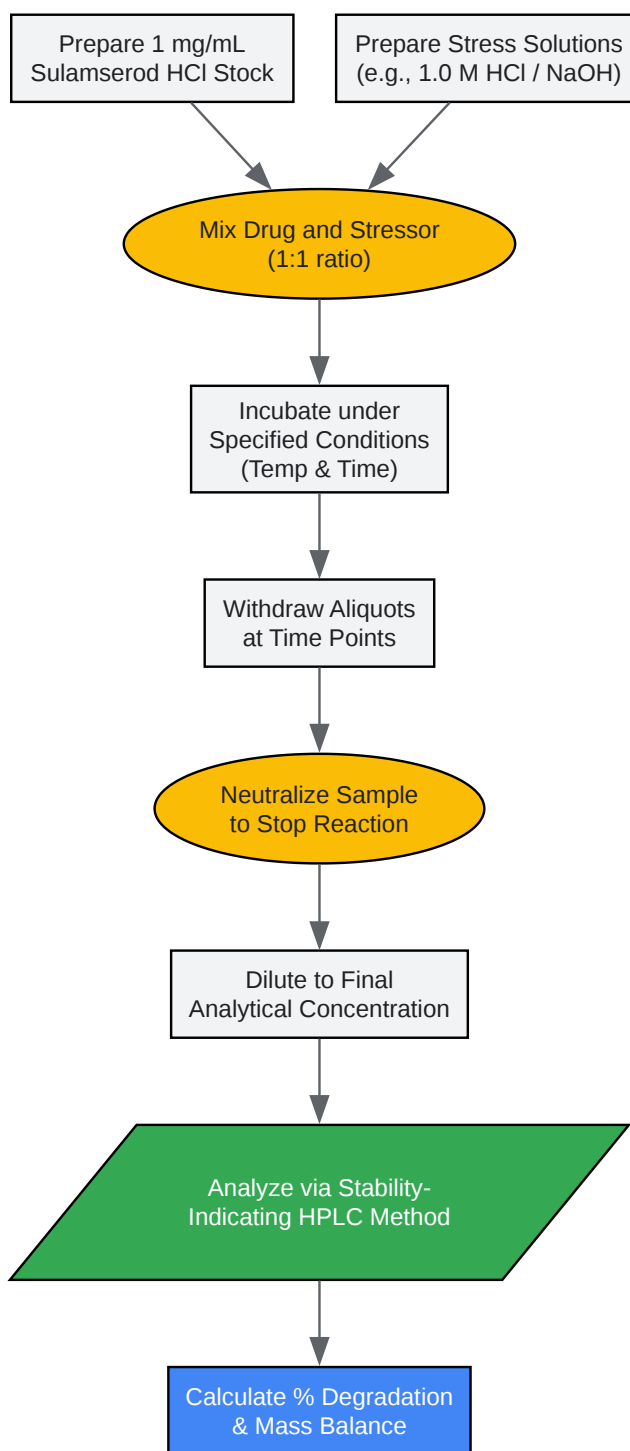 Prepare 1 mg/mL
Sulamserod HCl Stock
Prepare Stress Solutions
(e.g., 1.0 M HCl / NaOH)
Mix Drug and Stressor
(1:1 ratio)
Incubate under
Specified Conditions
(Temp & Time)
Withdraw Aliquots
at Time Points
Neutralize Sample
to Stop Reaction
Dilute to Final
Analytical Concentration
Analyze via Stability-
Indicating HPLC Method
Calculate % Degradation
& Mass Balance